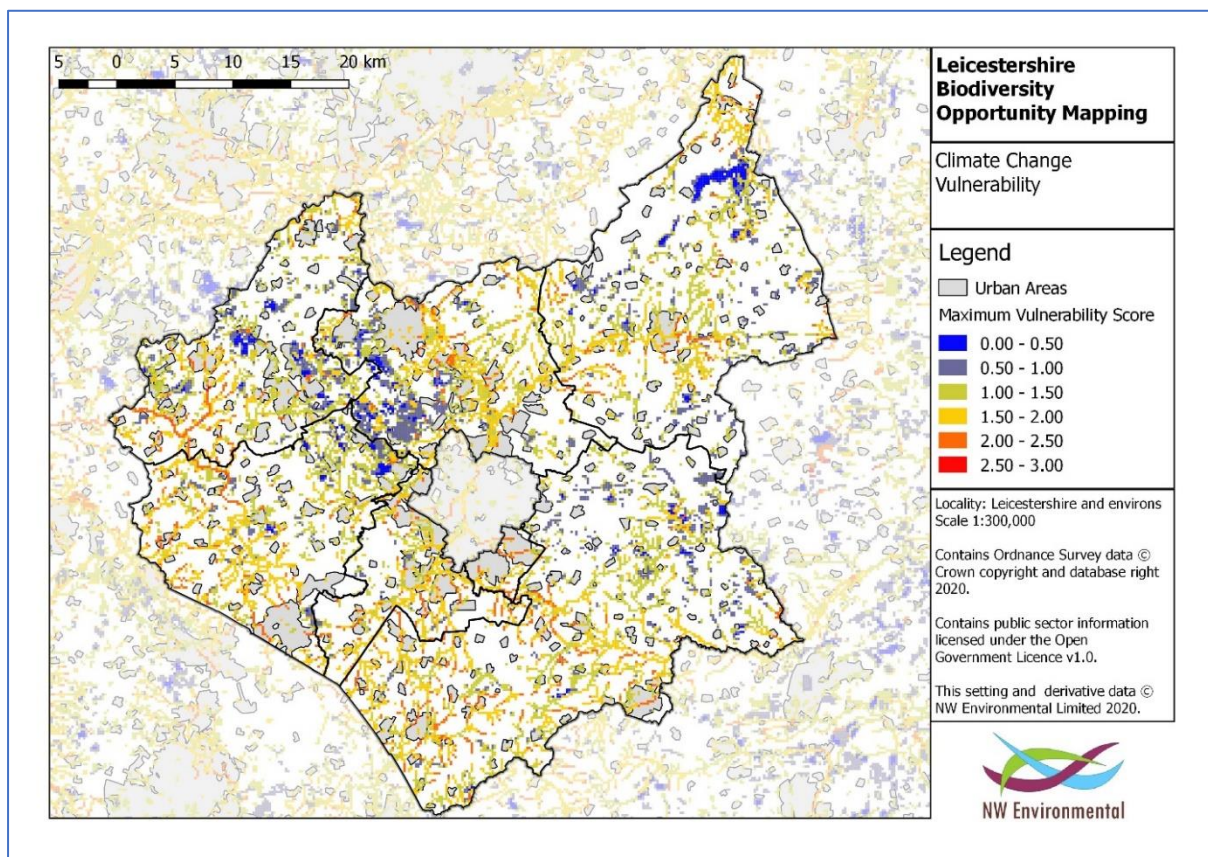 5 0 5 10 15 20 km
Leicestershire
Biodiversity
Opportunity Mapping
Climate Change
Vulnerability
Legend
Urban Areas
Maximum Vulnerability Score
0.00 - 0.50
0.50 - 1.00
1.00 - 1.50
1.50 - 2.00
2.00 - 2.50
2.50 - 3.00
Locality: Leicestershire and environs
Scale 1:300,000
Contains Ordnance Survey data ©
Crown copyright and database right
2020.
Contains public sector information
licensed under the Open
Government Licence v1.0.
This setting and derivative data ©
NW Environmental Limited 2020.
NW Environmental